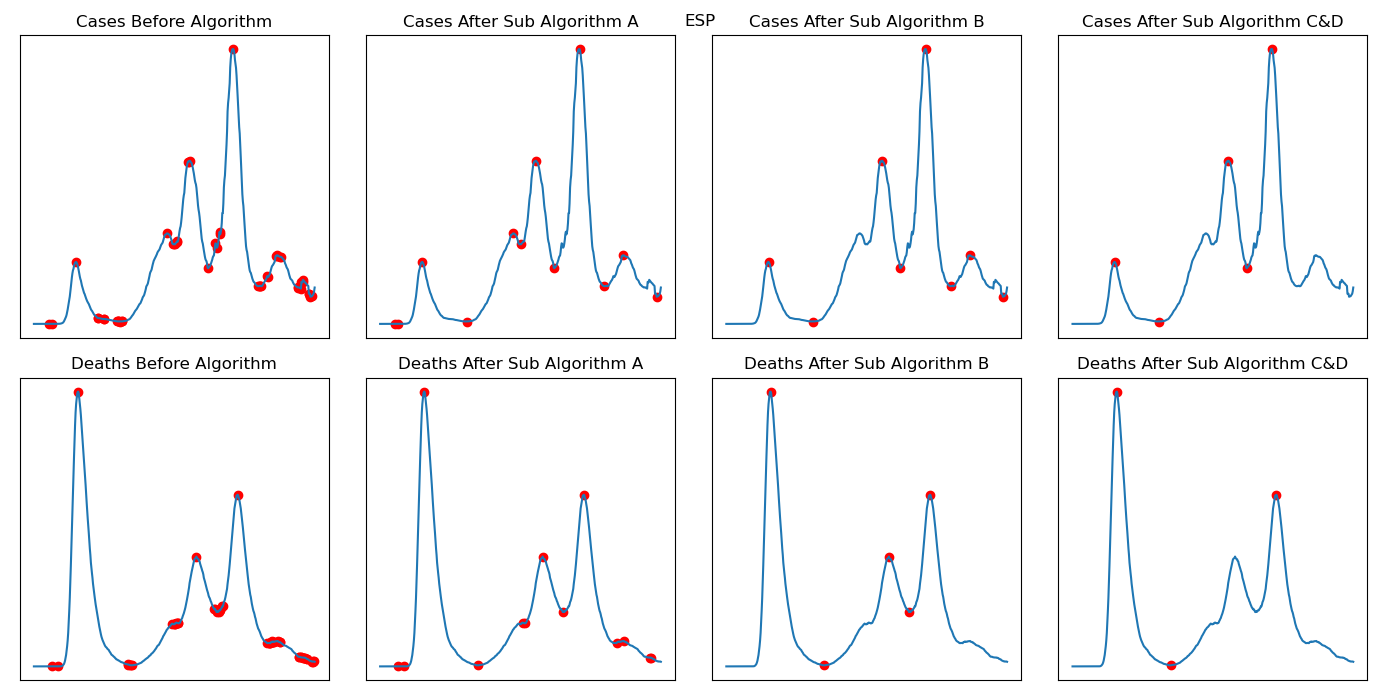 ESP
Cases Before Algorithm
Cases After Sub Algorithm A
Cases After Sub Algorithm B
Cases After Sub Algorithm C&D
Deaths Before Algorithm
Deaths After Sub Algorithm A
Deaths After Sub Algorithm B
Deaths After Sub Algorithm C&D